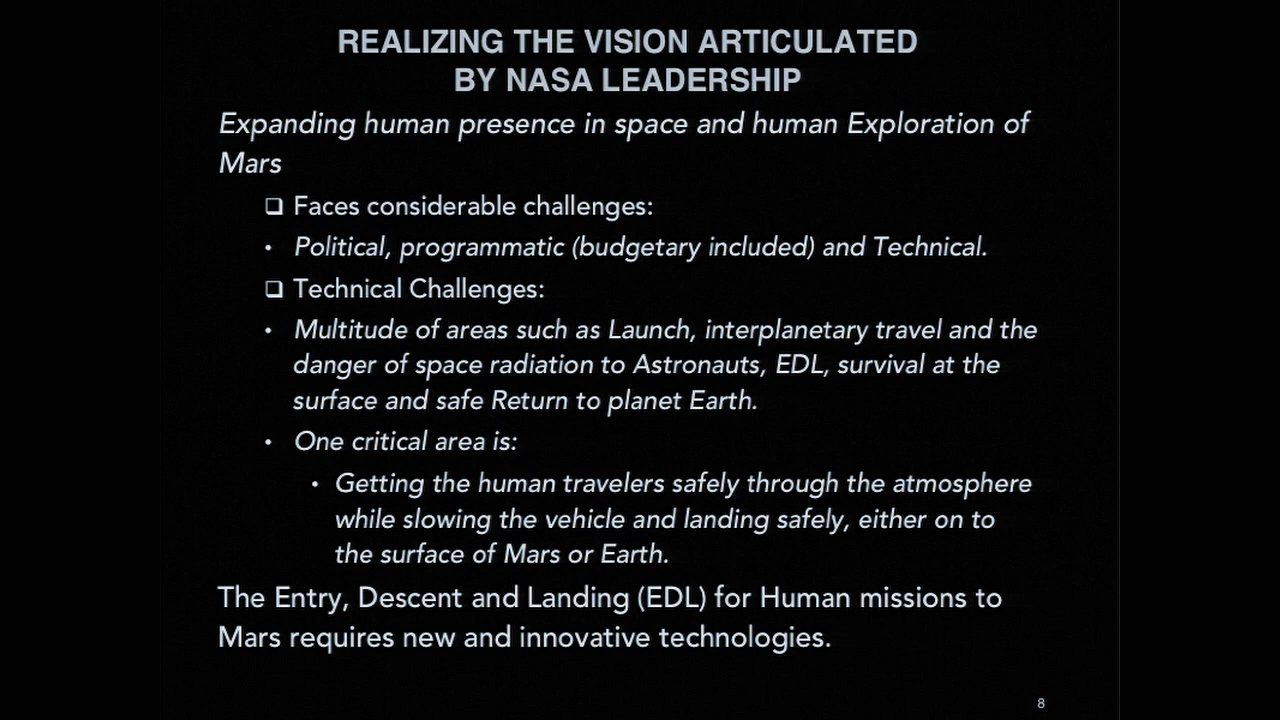 REALIZING THE VISION ARTICULATED
BY NASA LEADERSHIP
Expanding human presence in space and human Exploration of
Mars
❑ Faces considerable challenges:
• Political, programmatic (budgetary included) and Technical.
❑ Technical Challenges:
• Multitude of areas such as Launch, interplanetary travel and the
danger of space radiation to Astronauts, EDL, survival at the
surface and safe Return to planet Earth.
• One critical area is:
• Getting the human travelers safely through the atmosphere
while slowing the vehicle and landing safely, either on to
the surface of Mars or Earth.
The Entry, Descent and Landing (EDL) for Human missions to
Mars requires new and innovative technologies.
8